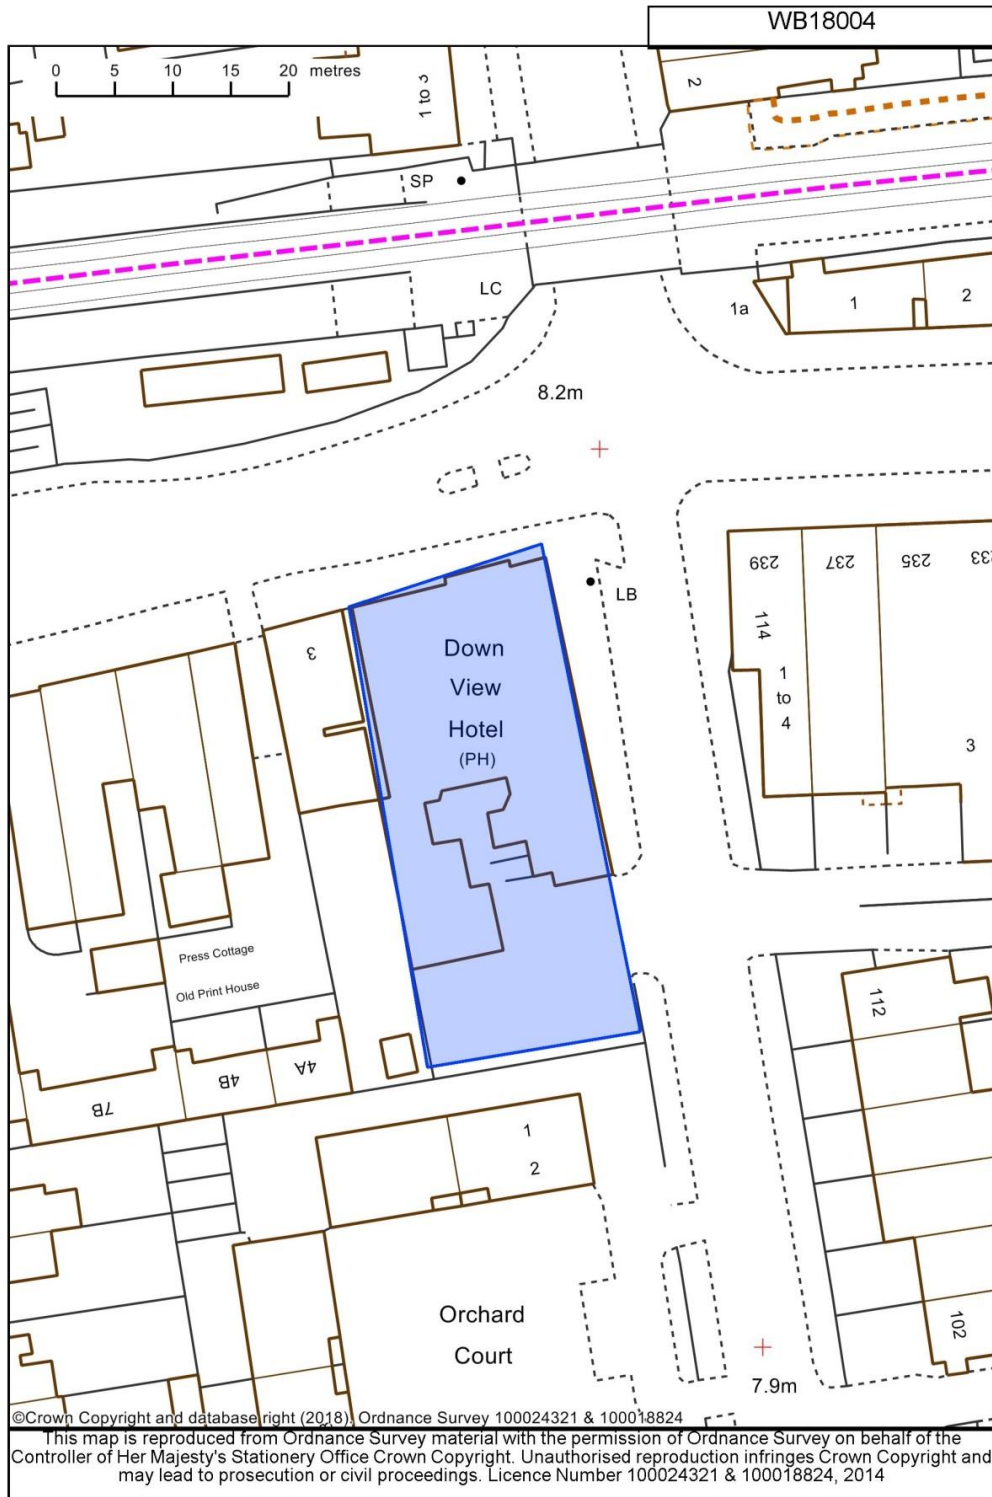 WB18004
0 5 10 15 20 metres
1 to 3
2
SP
LC
1a
1
2
8.2m
239
237
235
233
LB
114
1
to
4
3
3
Down
View
Hotel
(PH)
Press Cottage
Old Print House
4A
4B
7B
112
1
2
Orchard
Court
102
7.9m
©Crown Copyright and database right (2018). Ordnance Survey 100024321 & 100018824
This map is reproduced from Ordnance Survey material with the permission of Ordnance Survey on behalf of the
Controller of Her Majesty's Stationery Office Crown Copyright. Unauthorised reproduction infringes Crown Copyright and
may lead to prosecution or civil proceedings. Licence Number 100024321 & 100018824, 2014